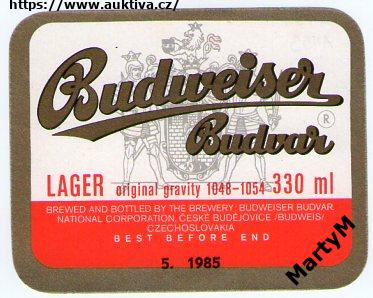 https://www.auktiva.cz/
Budweiser
Budvar ®
LAGER original gravity 1048-1054 330 ml
BREWED AND BOTTLED BY THE BREWERY BUDWEISER BUDVAR,
NATIONAL CORPORATION, ČESKÉ BUDĚJOVICE /BUDWEIS/
CZECHOSLOVAKIA
BEST BEFORE END
5. 1985
MartyM